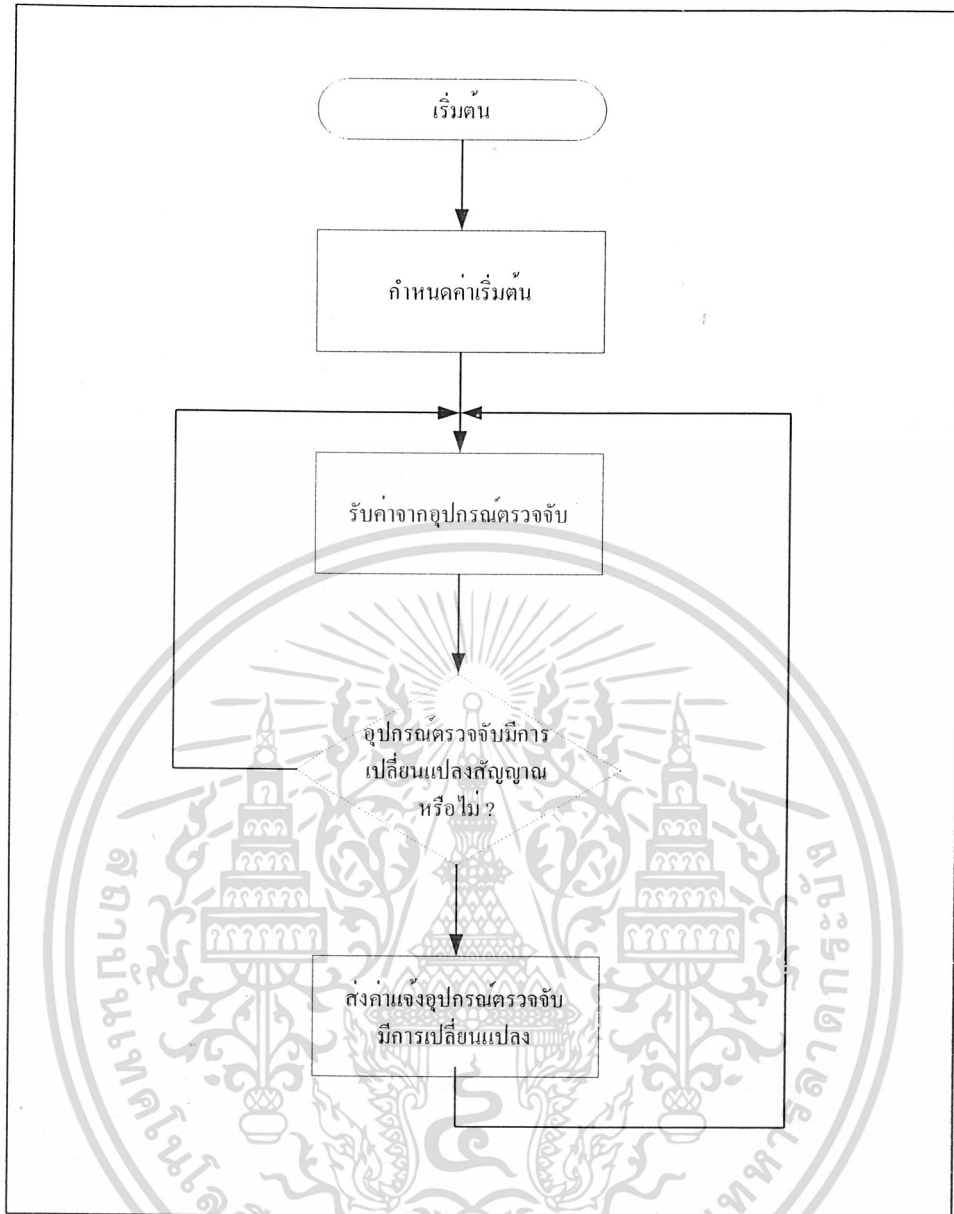 เริ่มต้น
กำหนดค่าเริ่มต้น
รับค่าจากอุปกรณ์ตรวจจับ
อุปกรณ์ตรวจจับมีการ
เปลี่ยนแปลงสัญญาณ
หรือไม่ ?
ส่งค่าแจ้งอุปกรณ์ตรวจจับ
มีการเปลี่ยนแปลง